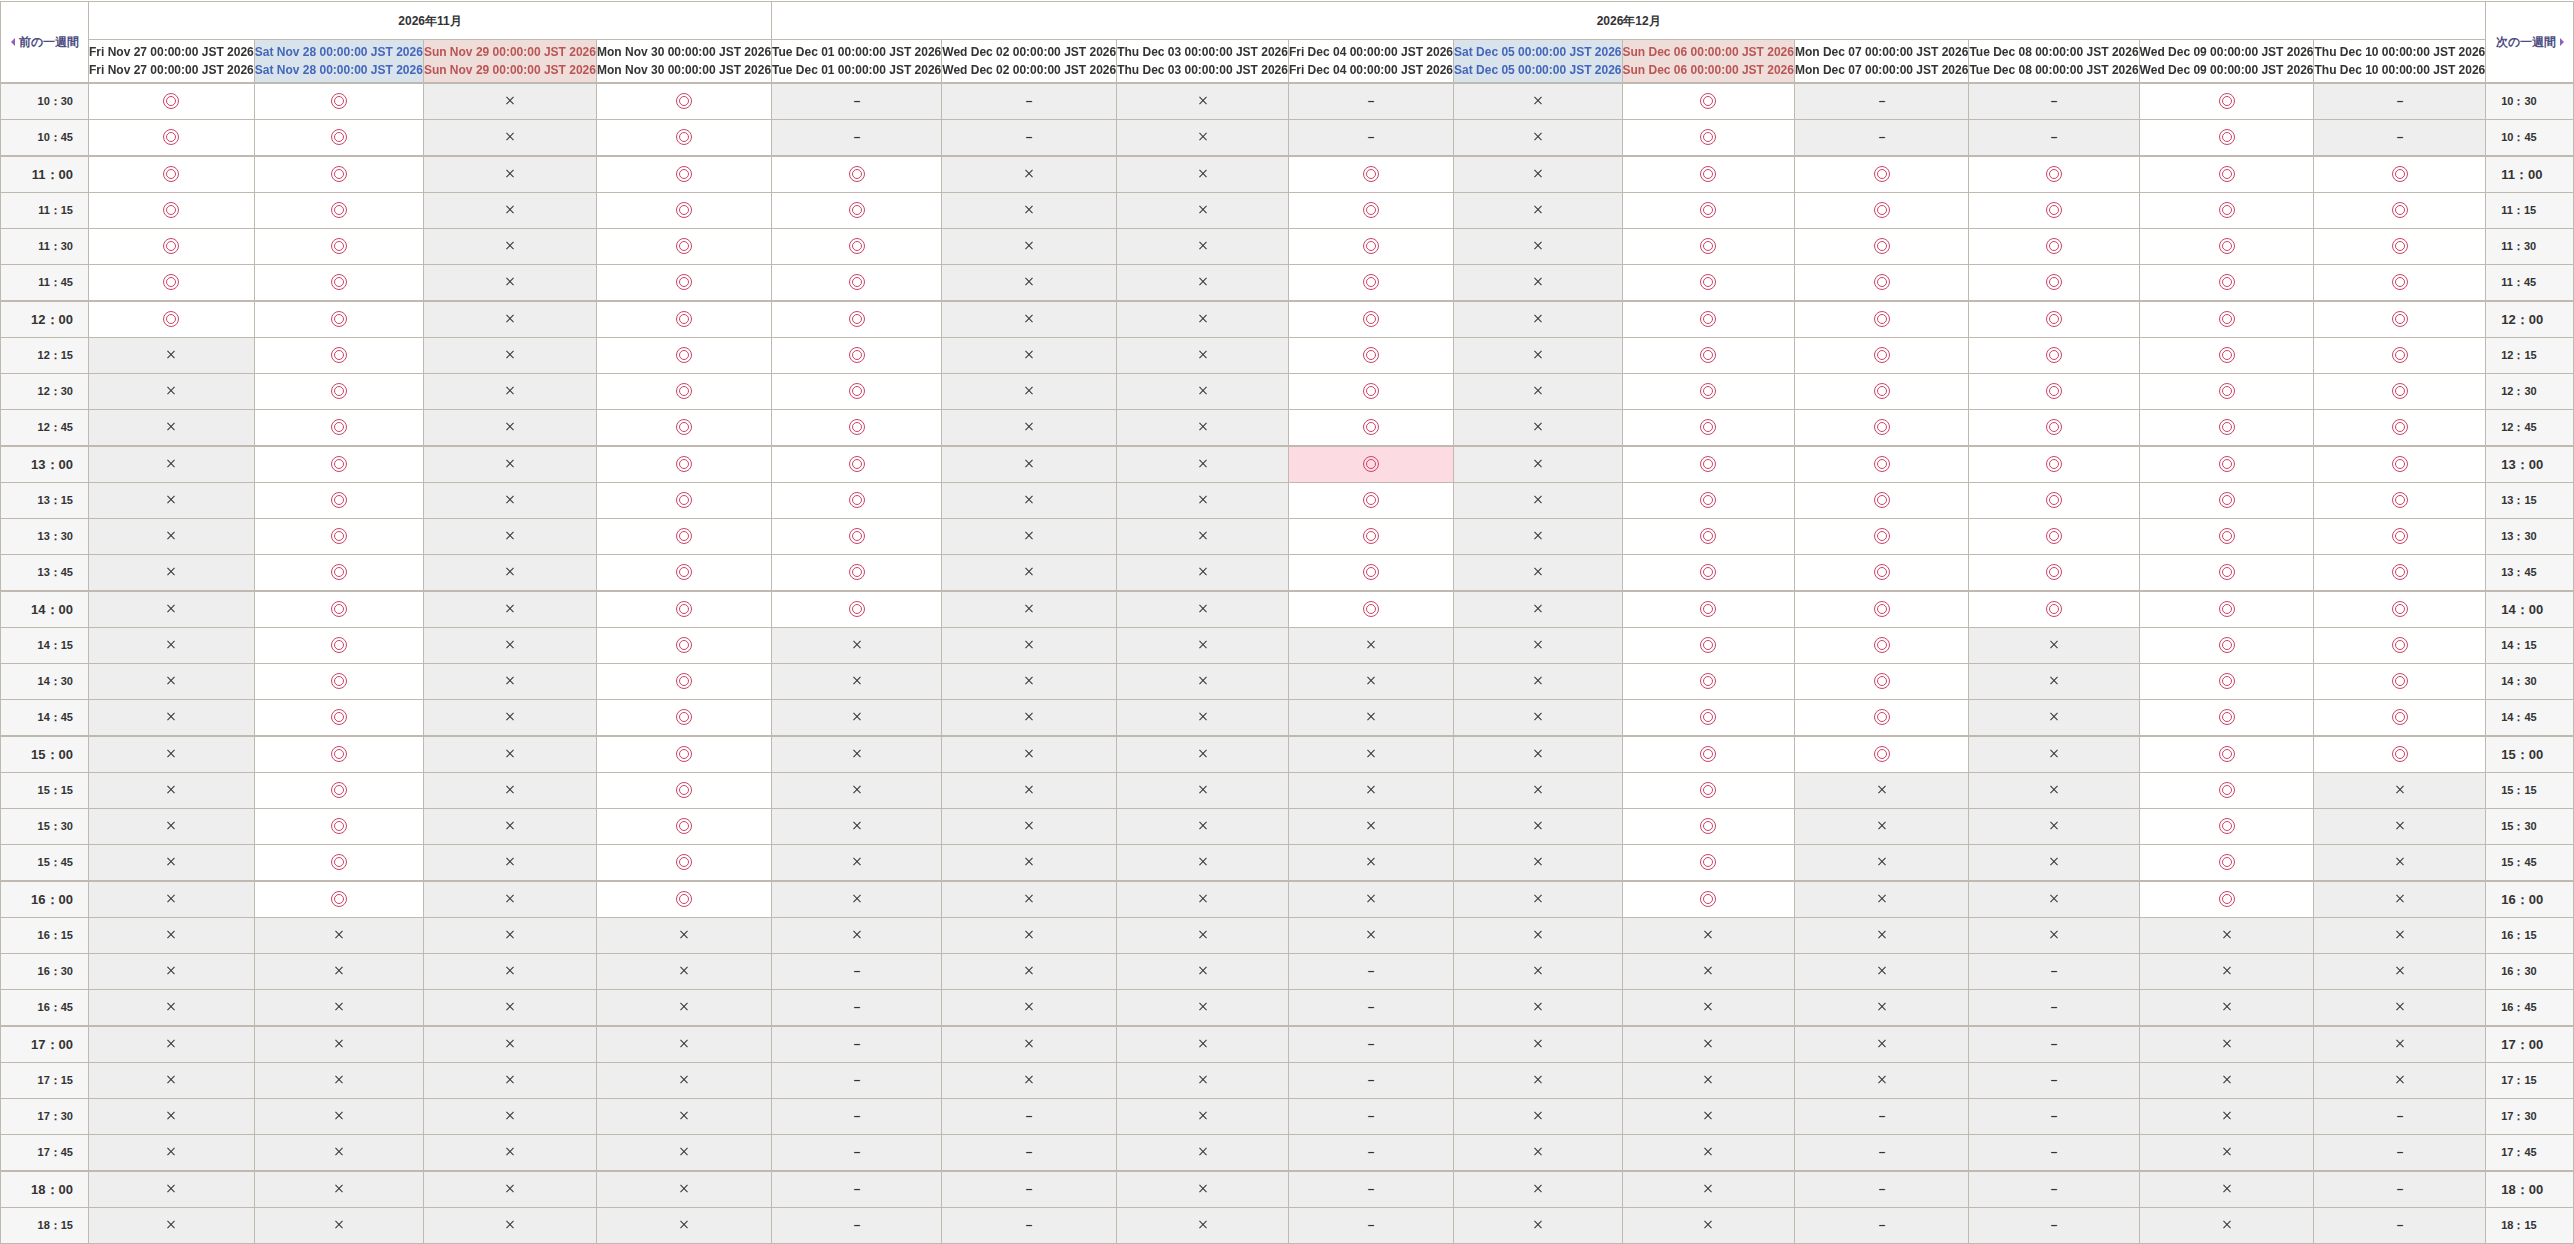 2026年11月 2026年12月
前の一週間 次の一週間
Fri Nov 27 00:00:00 JST 2026 Sat Nov 28 00:00:00 JST 2026 Sun Nov 29 00:00:00 JST 2026 Mon Nov 30 00:00:00 JST 2026 Tue Dec 01 00:00:00 JST 2026 Wed Dec 02 00:00:00 JST 2026 Thu Dec 03 00:00:00 JST 2026 Fri Dec 04 00:00:00 JST 2026 Sat Dec 05 00:00:00 JST 2026 Sun Dec 06 00:00:00 JST 2026 Mon Dec 07 00:00:00 JST 2026 Tue Dec 08 00:00:00 JST 2026 Wed Dec 09 00:00:00 JST 2026 Thu Dec 10 00:00:00 JST 2026
Fri Nov 27 00:00:00 JST 2026 Sat Nov 28 00:00:00 JST 2026 Sun Nov 29 00:00:00 JST 2026 Mon Nov 30 00:00:00 JST 2026 Tue Dec 01 00:00:00 JST 2026 Wed Dec 02 00:00:00 JST 2026 Thu Dec 03 00:00:00 JST 2026 Fri Dec 04 00:00:00 JST 2026 Sat Dec 05 00:00:00 JST 2026 Sun Dec 06 00:00:00 JST 2026 Mon Dec 07 00:00:00 JST 2026 Tue Dec 08 00:00:00 JST 2026 Wed Dec 09 00:00:00 JST 2026 Thu Dec 10 00:00:00 JST 2026
10：30 ◎ ◎ × ◎ – – × – × ◎ – – ◎ – 10：30
10：45 ◎ ◎ × ◎ – – × – × ◎ – – ◎ – 10：45
11：00 ◎ ◎ × ◎ ◎ × × ◎ × ◎ ◎ ◎ ◎ ◎ 11：00
11：15 ◎ ◎ × ◎ ◎ × × ◎ × ◎ ◎ ◎ ◎ ◎ 11：15
11：30 ◎ ◎ × ◎ ◎ × × ◎ × ◎ ◎ ◎ ◎ ◎ 11：30
11：45 ◎ ◎ × ◎ ◎ × × ◎ × ◎ ◎ ◎ ◎ ◎ 11：45
12：00 ◎ ◎ × ◎ ◎ × × ◎ × ◎ ◎ ◎ ◎ ◎ 12：00
12：15 × ◎ × ◎ ◎ × × ◎ × ◎ ◎ ◎ ◎ ◎ 12：15
12：30 × ◎ × ◎ ◎ × × ◎ × ◎ ◎ ◎ ◎ ◎ 12：30
12：45 × ◎ × ◎ ◎ × × ◎ × ◎ ◎ ◎ ◎ ◎ 12：45
13：00 × ◎ × ◎ ◎ × × ◎ × ◎ ◎ ◎ ◎ ◎ 13：00
13：15 × ◎ × ◎ ◎ × × ◎ × ◎ ◎ ◎ ◎ ◎ 13：15
13：30 × ◎ × ◎ ◎ × × ◎ × ◎ ◎ ◎ ◎ ◎ 13：30
13：45 × ◎ × ◎ ◎ × × ◎ × ◎ ◎ ◎ ◎ ◎ 13：45
14：00 × ◎ × ◎ ◎ × × ◎ × ◎ ◎ ◎ ◎ ◎ 14：00
14：15 × ◎ × ◎ × × × × × ◎ ◎ × ◎ ◎ 14：15
14：30 × ◎ × ◎ × × × × × ◎ ◎ × ◎ ◎ 14：30
14：45 × ◎ × ◎ × × × × × ◎ ◎ × ◎ ◎ 14：45
15：00 × ◎ × ◎ × × × × × ◎ ◎ × ◎ ◎ 15：00
15：15 × ◎ × ◎ × × × × × ◎ × × ◎ × 15：15
15：30 × ◎ × ◎ × × × × × ◎ × × ◎ × 15：30
15：45 × ◎ × ◎ × × × × × ◎ × × ◎ × 15：45
16：00 × ◎ × ◎ × × × × × ◎ × × ◎ × 16：00
16：15 × × × × × × × × × × × × × × 16：15
16：30 × × × × – × × – × × × – × × 16：30
16：45 × × × × – × × – × × × – × × 16：45
17：00 × × × × – × × – × × × – × × 17：00
17：15 × × × × – × × – × × × – × × 17：15
17：30 × × × × – – × – × × – – × – 17：30
17：45 × × × × – – × – × × – – × – 17：45
18：00 × × × × – – × – × × – – × – 18：00
18：15 × × × × – – × – × × – – × – 18：15